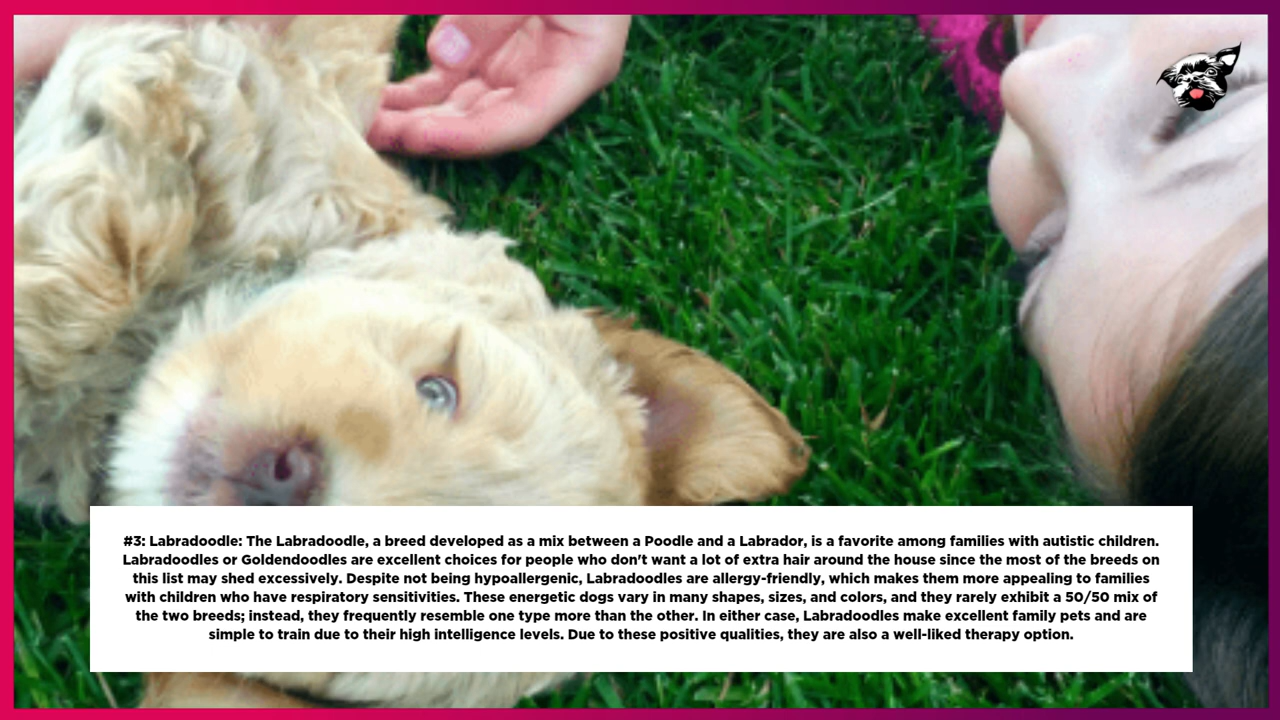 #3: Labradoodle: The Labradoodle, a breed developed as a mix between a Poodle and a Labrador, is a favorite among families with autistic children.
Labradoodles or Goldendoodles are excellent choices for people who don't want a lot of extra hair around the house since the most of the breeds on
this list may shed excessively. Despite not being hypoallergenic, Labradoodles are allergy-friendly, which makes them more appealing to families
with children who have respiratory sensitivities. These energetic dogs vary in many shapes, sizes, and colors, and they rarely exhibit a 50/50 mix of
the two breeds; instead, they frequently resemble one type more than the other. In either case, Labradoodles make excellent family pets and are
simple to train due to their high intelligence levels. Due to these positive qualities, they are also a well-liked therapy option.